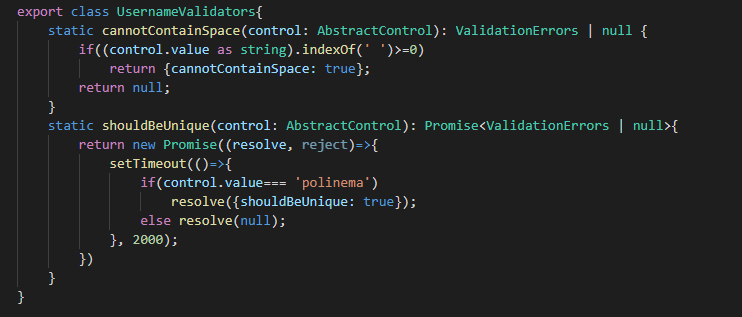 export class UsernameValidators{
    static cannotContainSpace(control: AbstractControl): ValidationErrors | null {
        if((control.value as string).indexOf(' ')>=0)
            return {cannotContainSpace: true};
        return null;
    }
    static shouldBeUnique(control: AbstractControl): Promise<ValidationErrors | null>{
        return new Promise((resolve, reject)=>{
            setTimeout(()=>{
                if(control.value=== 'polinema')
                    resolve({shouldBeUnique: true});
                else resolve(null);
            }, 2000);
        })
    }
}